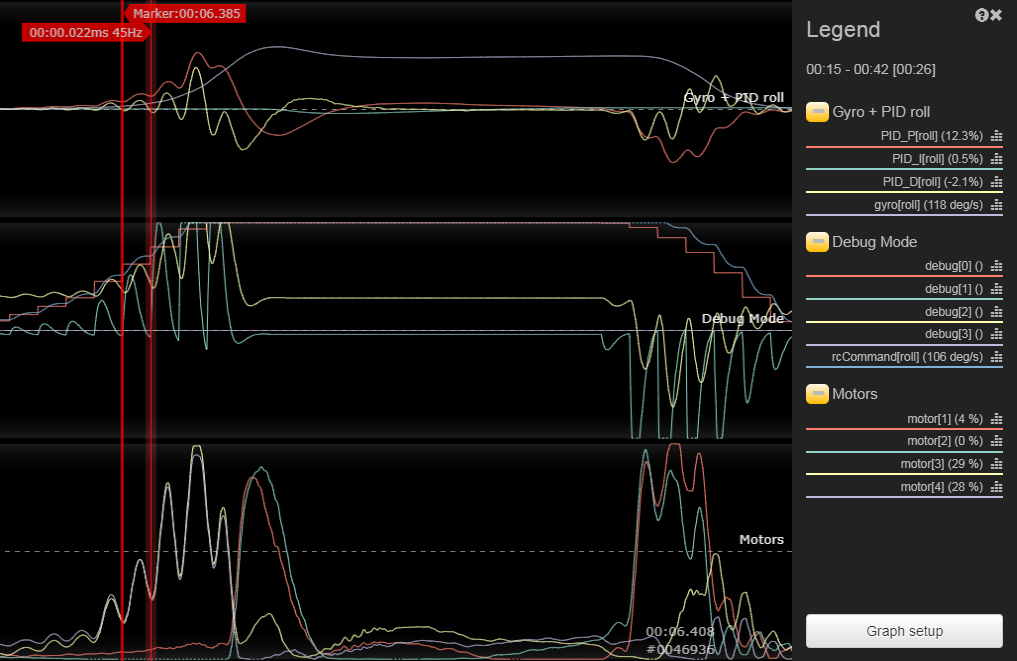 Marker:00:06.385
00:00.022ms 45Hz
Gyro + PID roll
Debug Mode
Motors
00:06.408
#0046936
Legend
00:15 - 00:42 [00:26]
Gyro + PID roll
PID_P[roll] (12.3%)
PID_I[roll] (0.5%)
PID_D[roll] (-2.1%)
gyro[roll] (118 deg/s)
Debug Mode
debug[0] ()
debug[1] ()
debug[2] ()
debug[3] ()
rcCommand[roll] (106 deg/s)
Motors
motor[1] (4 %)
motor[2] (0 %)
motor[3] (29 %)
motor[4] (28 %)
Graph setup